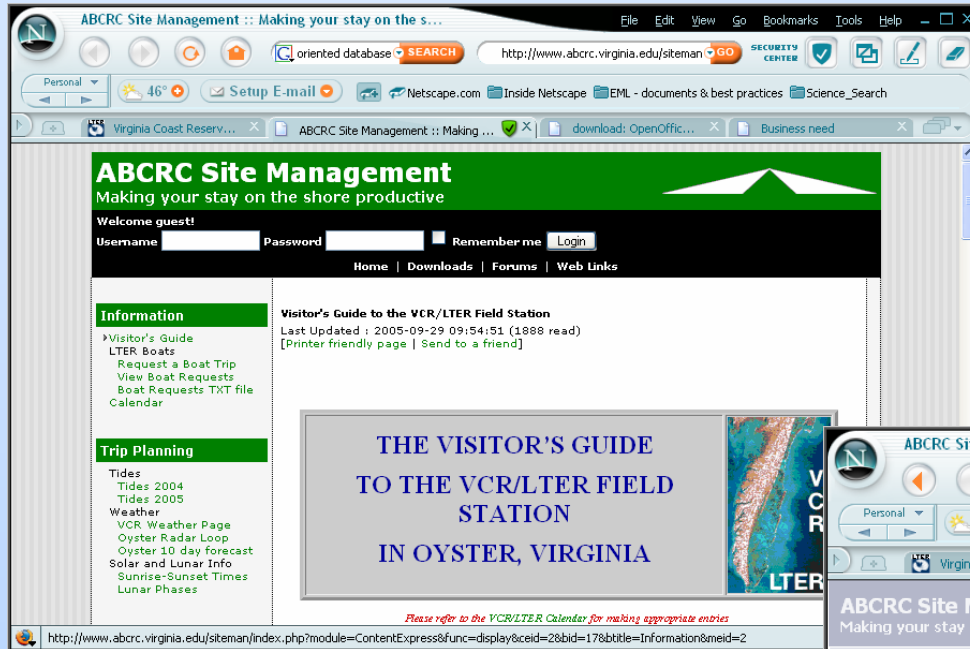 ABCRC Site Management :: Making your stay on the s...
File Edit View Go Bookmarks Tools Help
N
oriented database SEARCH
http://www.abcrc.virginia.edu/siteman GO
SECURITY CENTER
Personal
46°
Setup E-mail
Netscape.com
Inside Netscape
EML - documents & best practices
Science_Search
Virginia Coast Reserv...
ABCRC Site Management :: Making ...
download: OpenOffic...
Business need
ABCRC Site Management
Making your stay on the shore productive
Welcome guest!
Username Password Remember me Login
Home | Downloads | Forums | Web Links
Information
Visitor's Guide
LTER Boats
Request a Boat Trip
View Boat Requests
Boat Requests TXT file
Calendar
Trip Planning
Tides
Tides 2004
Tides 2005
Weather
VCR Weather Page
Oyster Radar Loop
Oyster 10 day forecast
Solar and Lunar Info
Sunrise-Sunset Times
Lunar Phases
Visitor's Guide to the VCR/LTER Field Station
Last Updated : 2005-09-29 09:54:51 (1888 read)
[Printer friendly page | Send to a friend]
THE VISITOR'S GUIDE
TO THE VCR/LTER FIELD
STATION
IN OYSTER, VIRGINIA
V
C
R
LTER
Please refer to the VCR/LTER Calendar for making appropriate entries
http://www.abcrc.virginia.edu/siteman/index.php?module=ContentExpress&func=display&ceid=2&bid=17&btitle=Information&meid=2
N
ABCRC Sit
Personal
Virgin
ABCRC Site M
Making your stay